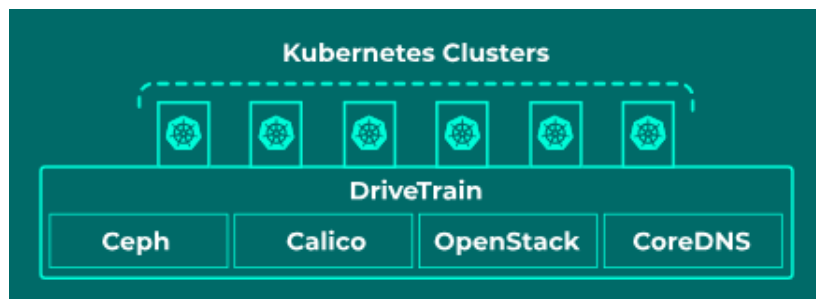 Kubernetes Clusters
DriveTrain
Ceph
Calico
OpenStack
CoreDNS